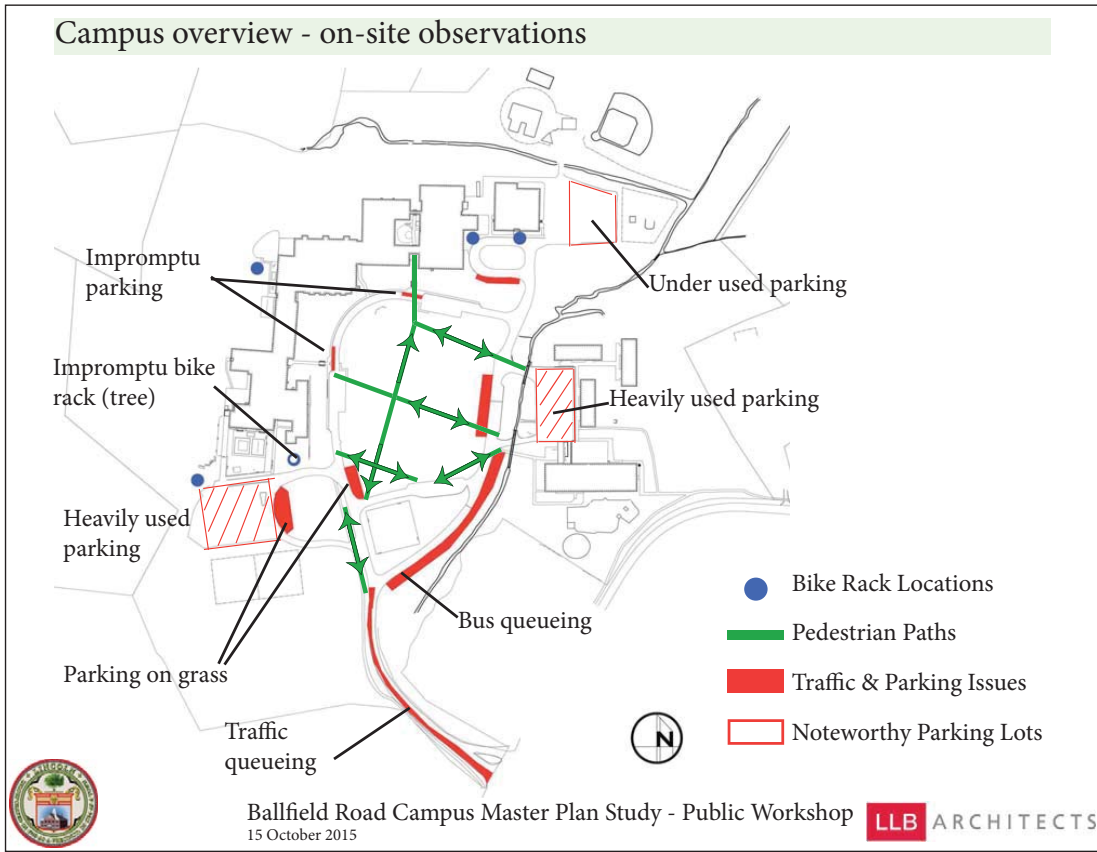 Campus overview - on-site observations
Impromptu
parking
Under used parking
Impromptu bike
rack (tree)
Heavily used parking
Heavily used
parking
Bus queueing
Parking on grass
Traffic
queueing
Bike Rack Locations
Pedestrian Paths
Traffic & Parking Issues
Noteworthy Parking Lots
N
LINCOLN
Ballfield Road Campus Master Plan Study - Public Workshop
15 October 2015
LLB ARCHITECTS